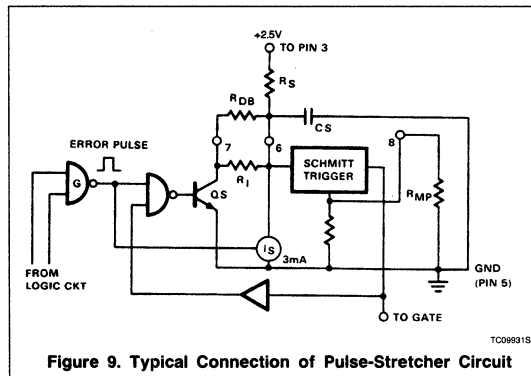 +2.5V
TO PIN 3
RS
RDB
CS
7
6
8
ERROR PULSE
G
QS
RI
SCHMITT
TRIGGER
RMP
IS
3mA
FROM
LOGIC CKT
GND
(PIN 5)
TO GATE
TC09931S
Figure 9. Typical Connection of Pulse-Stretcher Circuit